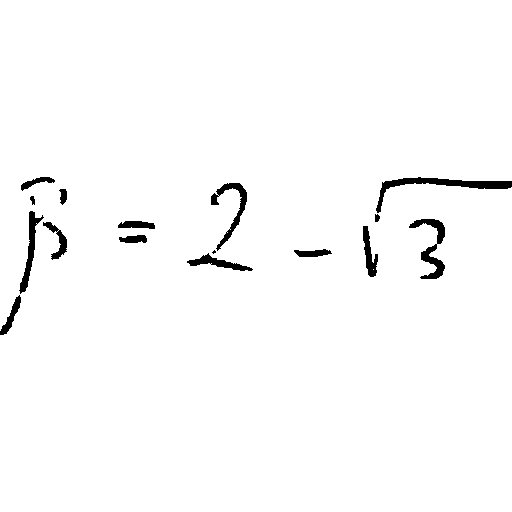 β = 2 - √3